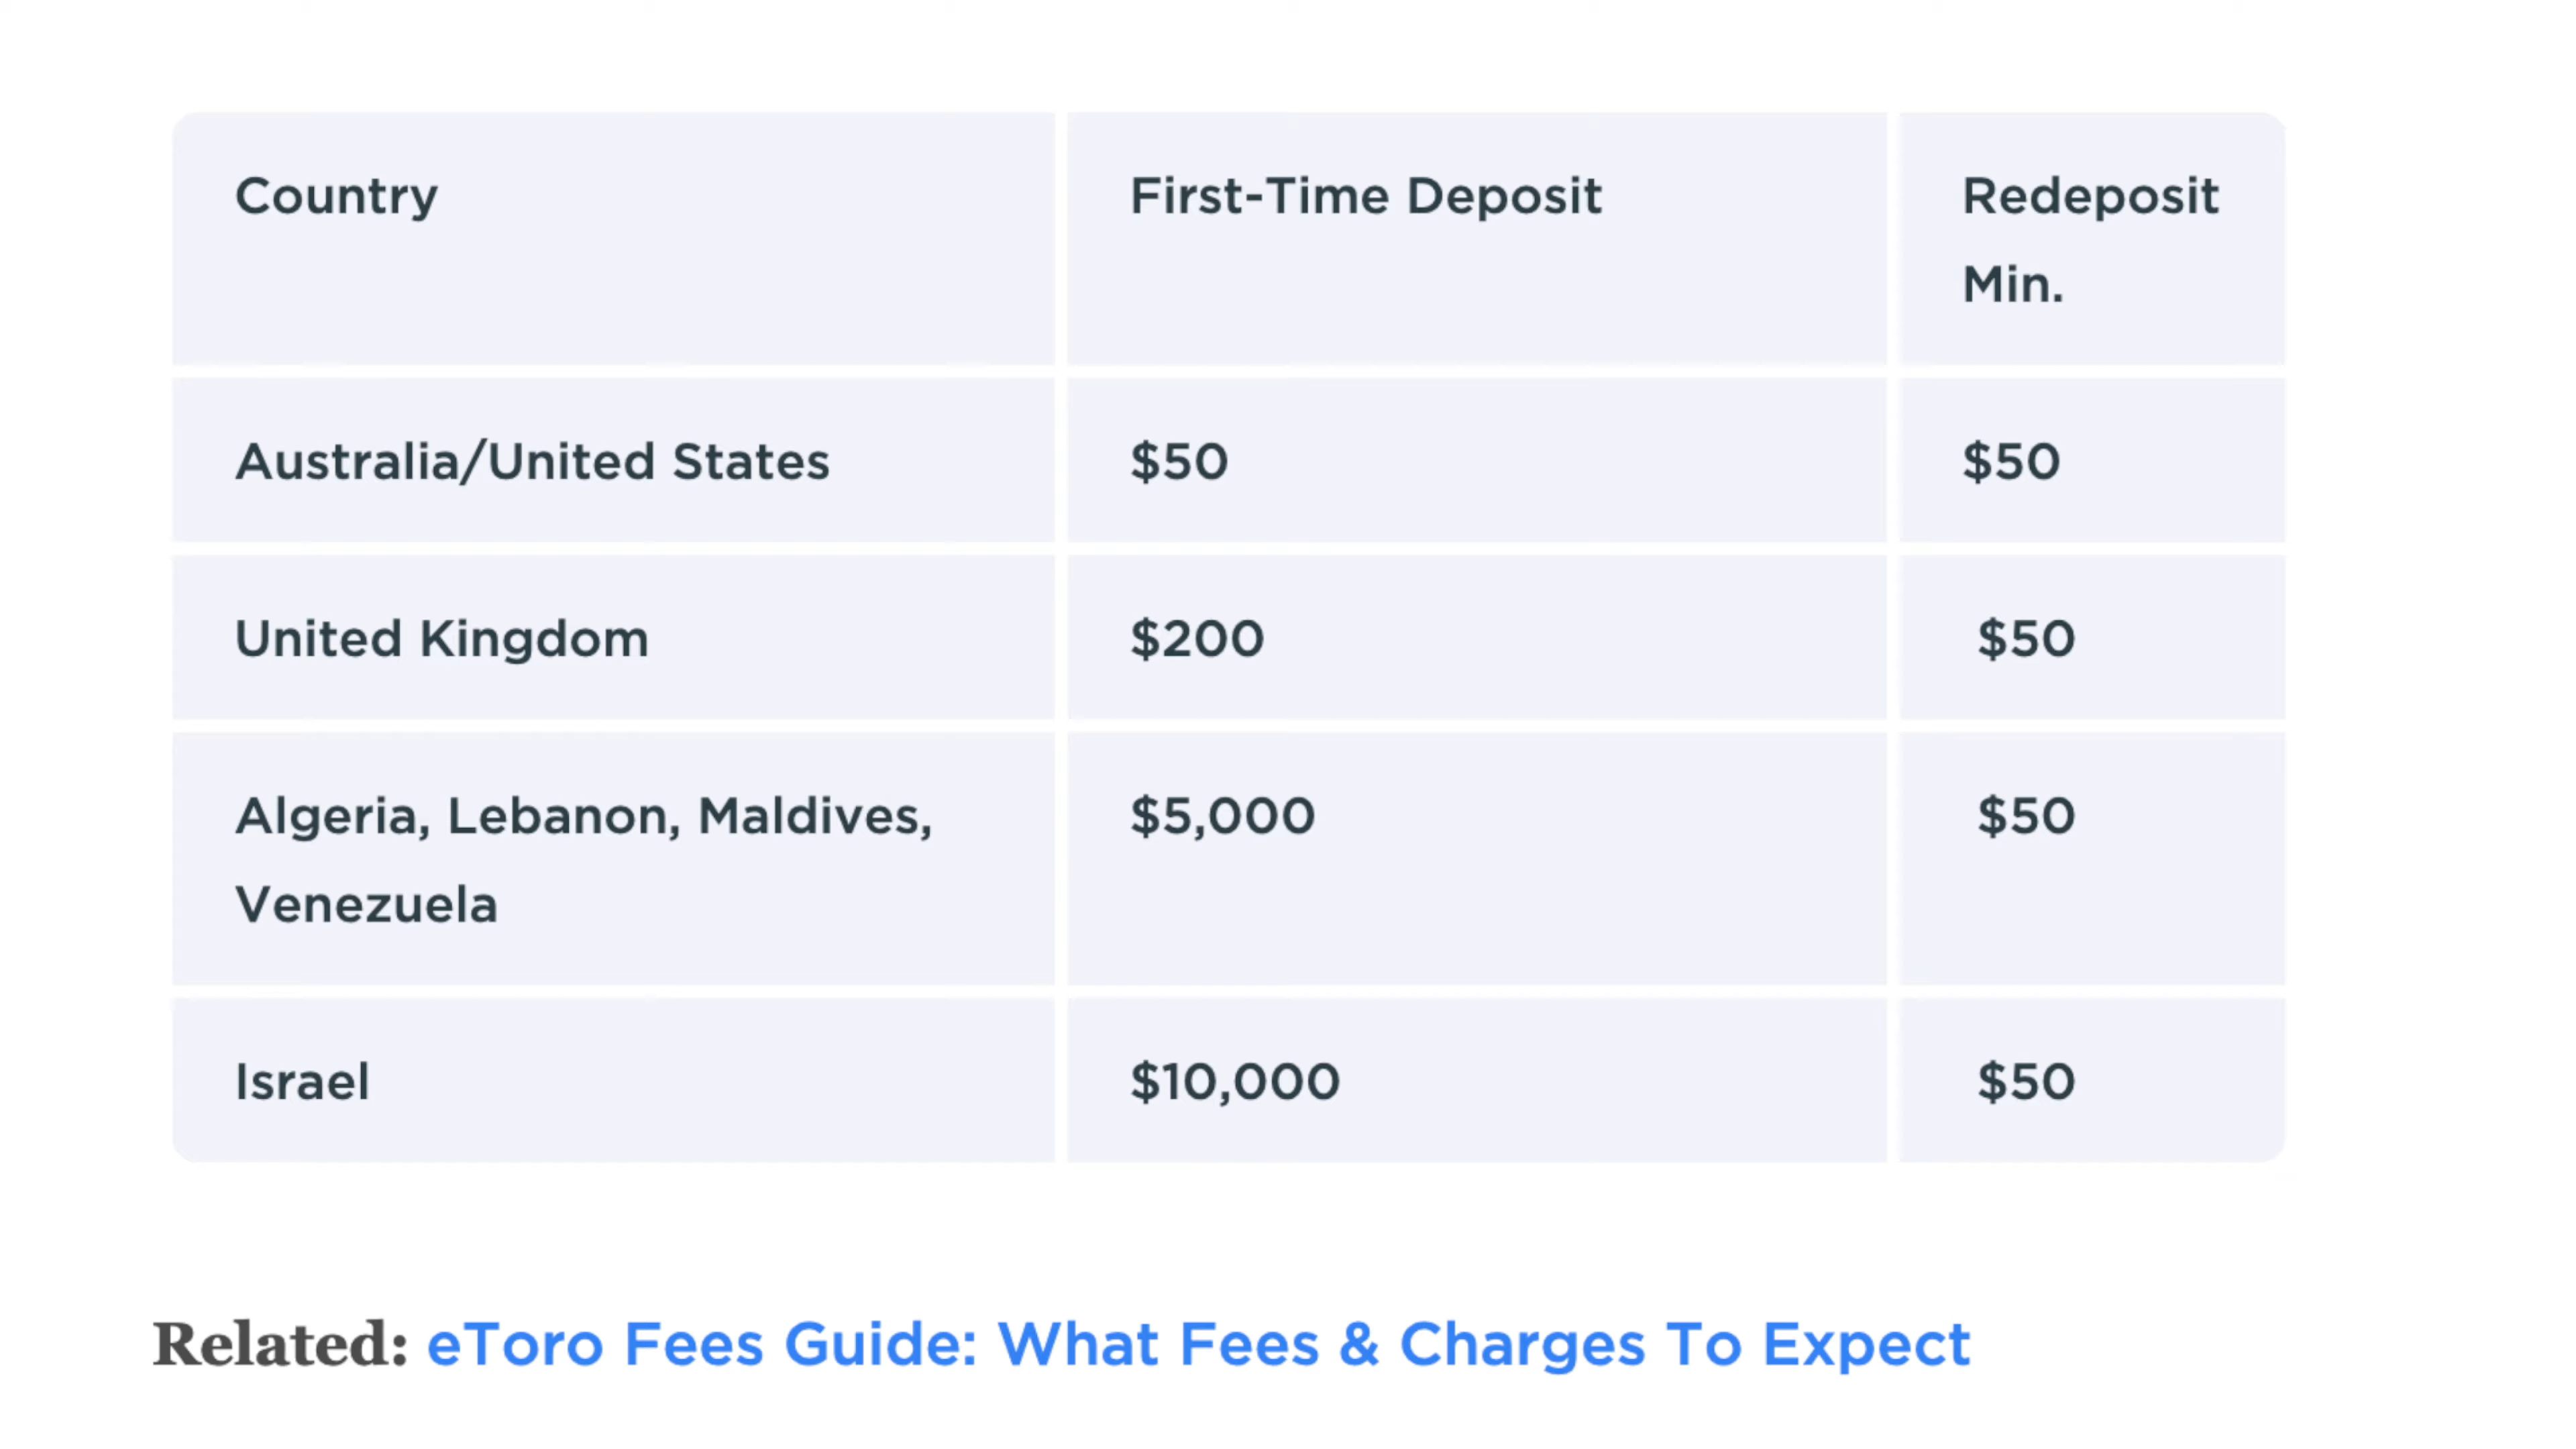 Country First-Time Deposit Redeposit
Min.
Australia/United States $50 $50
United Kingdom $200 $50
Algeria, Lebanon, Maldives, $5,000 $50
Venezuela
Israel $10,000 $50
Related: eToro Fees Guide: What Fees & Charges To Expect